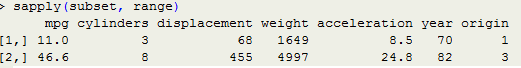 > sapply(subset, range)
mpg cylinders displacement weight acceleration year origin
[1,] 11.0 3 68 1649 8.5 70 1
[2,] 46.6 8 455 4997 24.8 82 3